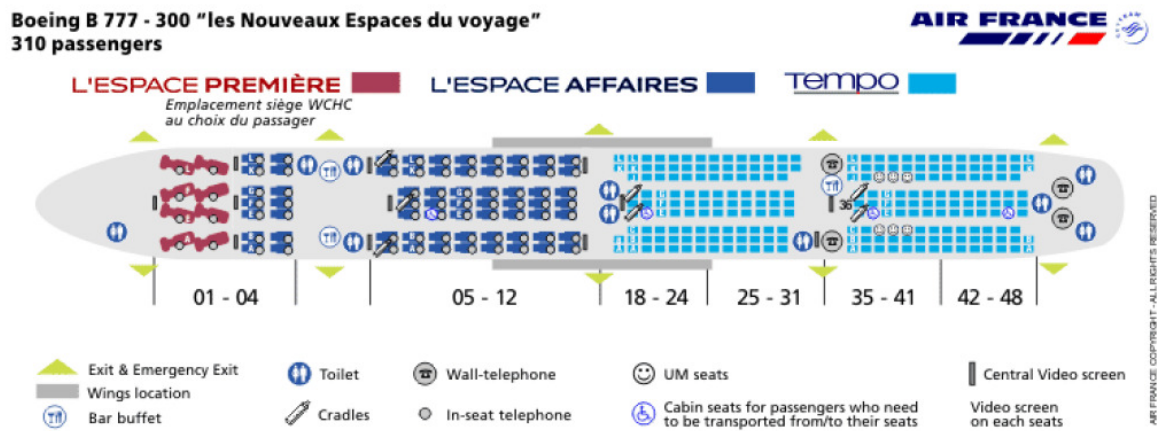 Boeing B 777 - 300 “les Nouveaux Espaces du voyage”
310 passengers
AIR FRANCE
L'ESPACE PREMIÈRE
L'ESPACE AFFAIRES
Tempo
Emplacement siège WCHC
au choix du passager
36
01 - 04
05 - 12
18 - 24
25 - 31
35 - 41
42 - 48
Exit & Emergency Exit
Wings location
Bar buffet
Toilet
Cradles
Wall-telephone
In-seat telephone
UM seats
Cabin seats for passengers who need
to be transported from/to their seats
Central Video screen
Video screen
on each seats
AIR FRANCE COPYRIGHT - ALL RIGHTS RESERVED